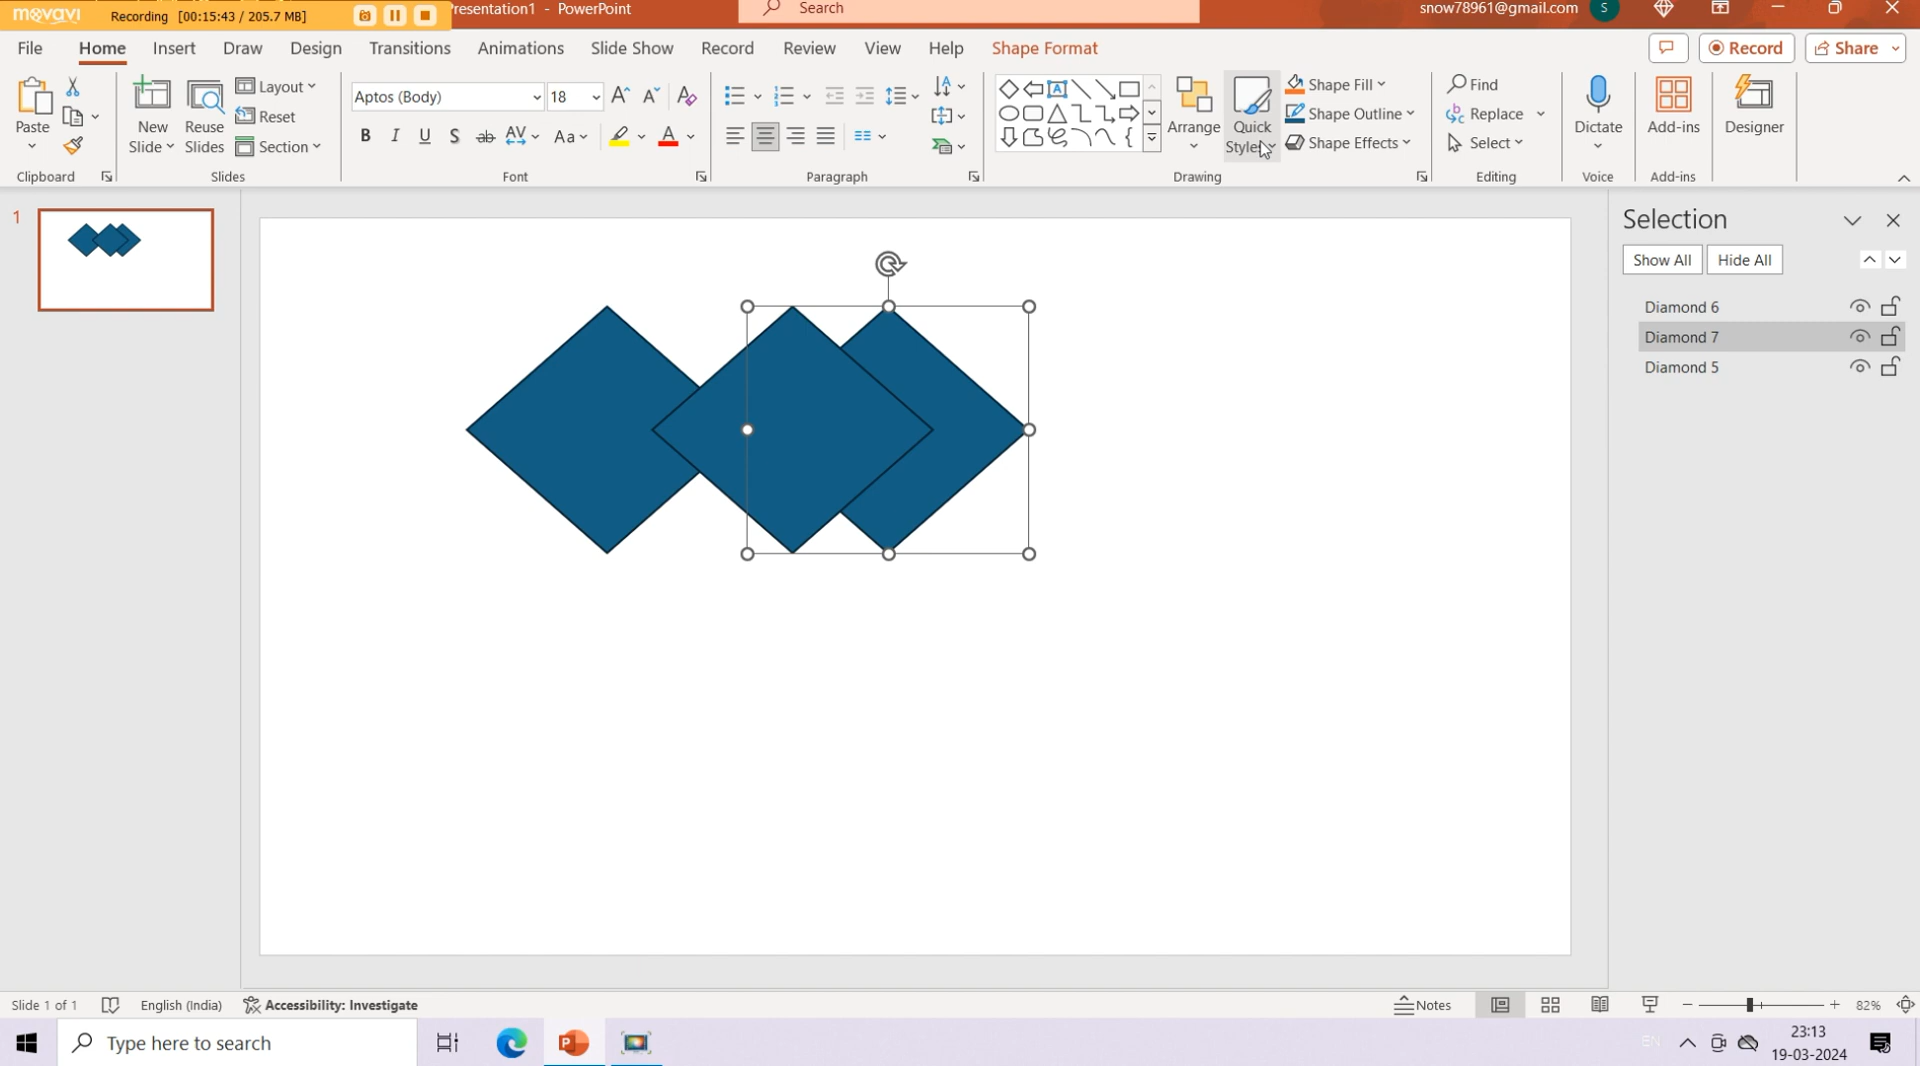 movavi Recording [00:15:43 / 205.7 MB] resentation1 - PowerPoint Search snow78961@gmail.com S
File Home Insert Draw Design Transitions Animations Slide Show Record Review View Help Shape Format Record Share
Paste New Slide Reuse Slides Layout Reset Section
Aptos (Body) 18
B I U S ab AV Aa A
Arrange Quick Styles Shape Fill Shape Outline Shape Effects
Find Replace Select
Dictate Add-ins Designer
Clipboard Slides Font Paragraph Drawing Editing Voice Add-ins
1
Selection
Show All Hide All
Diamond 6
Diamond 7
Diamond 5
Slide 1 of 1 English (India) Accessibility: Investigate Notes 82%
Type here to search EN 23:13
19-03-2024